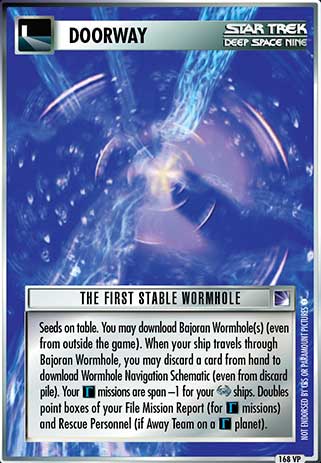 DOORWAY
STAR TREK
DEEP SPACE NINE
THE FIRST STABLE WORMHOLE
Seeds on table. You may download Bajoran Wormhole(s) (even
from outside the game). When your ship travels through
Bajoran Wormhole, you may discard a card from hand to
download Wormhole Navigation Schematic (even from discard
pile). Your missions are span –1 for your ships. Doubles
point boxes of your File Mission Report (for missions)
and Rescue Personnel (if Away Team on a planet).
NOT ENDORSED BY CBS OR PARAMOUNT PICTURES
168 VP